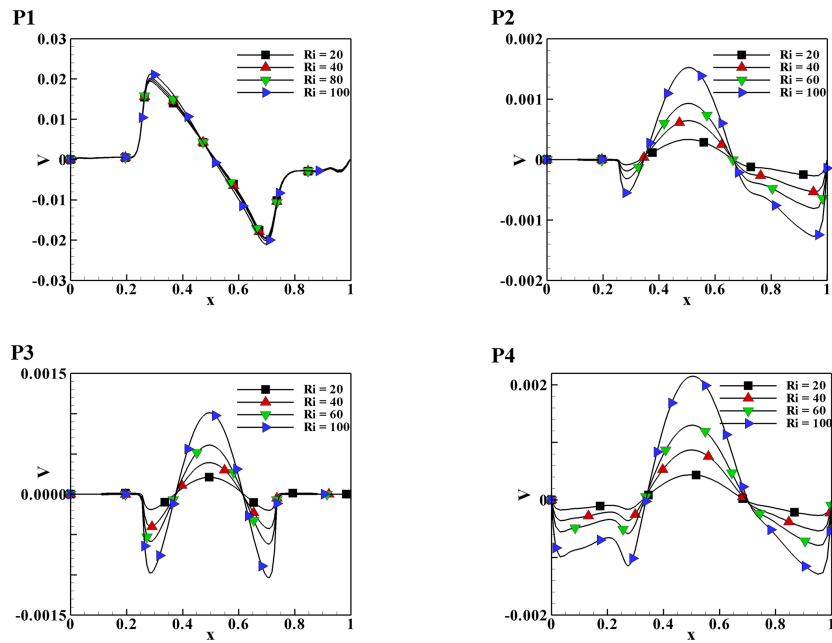 P1
0.03
0.02
0.01
0
-0.01
-0.02
-0.03
V
0
0.2
0.4
0.6
0.8
1
x
Ri = 20
Ri = 40
Ri = 80
Ri = 100
P2
0.002
0.001
0.000
-0.001
-0.002
V
0
0.2
0.4
0.6
0.8
1
x
Ri = 20
Ri = 40
Ri = 60
Ri = 100
P3
0.0015
0.0000
-0.0015
V
0
0.2
0.4
0.6
0.8
1
x
Ri = 20
Ri = 40
Ri = 60
Ri = 100
P4
0.002
0
-0.002
V
0
0.2
0.4
0.6
0.8
1
x
Ri = 20
Ri = 40
Ri = 60
Ri = 100